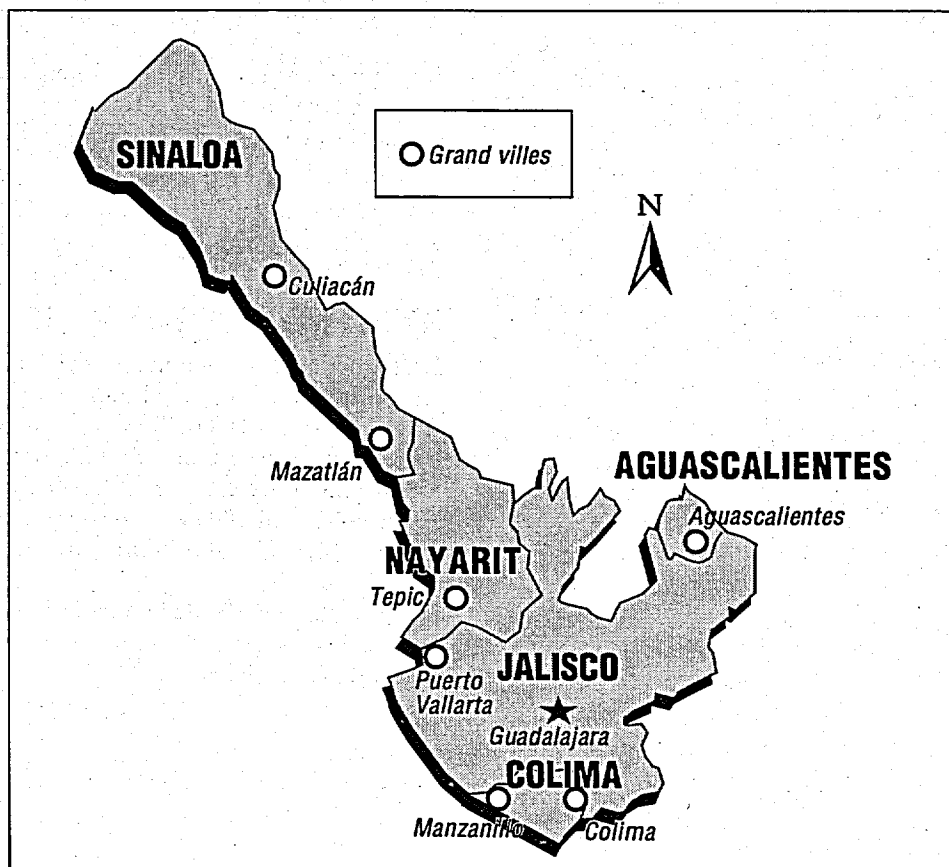 SINALOA
Grand villes
N
Culiacán
Mazatlán
AGUASCALIENTES
Aguascalientes
NAYARIT
Tepic
JALISCO
Puerto
Vallarta
Guadalajara
COLIMA
Manzanillo
Colima